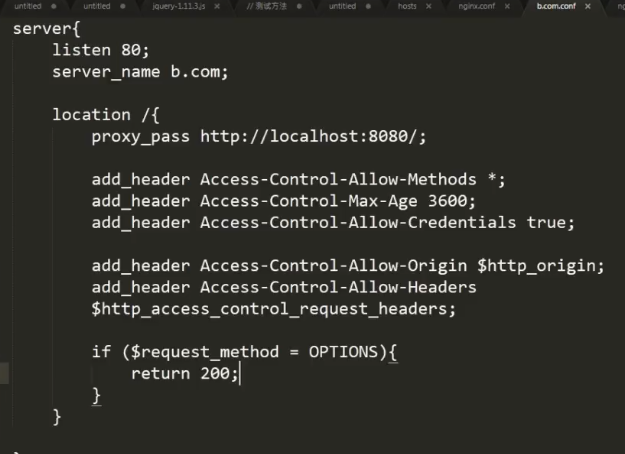 untitled untitled jquery-1.11.3.js // 测试方法 untitled hosts nginx.conf b.com.conf
server{
listen 80;
server_name b.com;
location /{
proxy_pass http://localhost:8080/;
add_header Access-Control-Allow-Methods *;
add_header Access-Control-Max-Age 3600;
add_header Access-Control-Allow-Credentials true;
add_header Access-Control-Allow-Origin $http_origin;
add_header Access-Control-Allow-Headers
$http_access_control_request_headers;
if ($request_method = OPTIONS){
return 200;
}
}